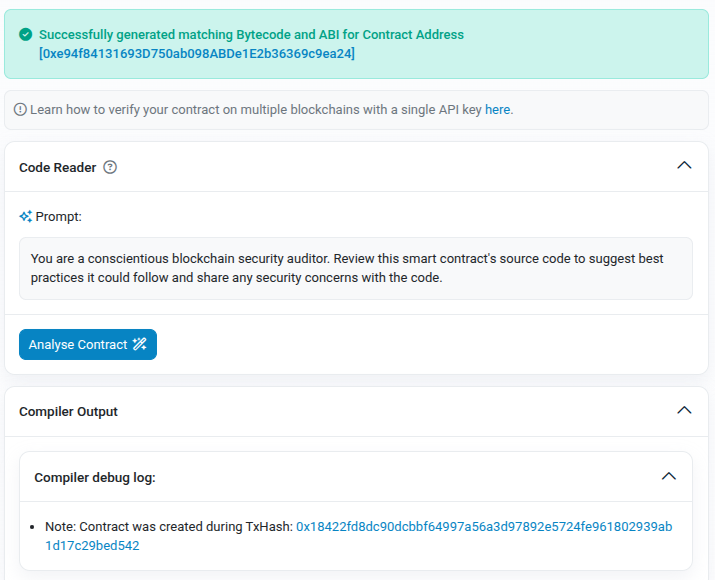 Successfully generated matching Bytecode and ABI for Contract Address
[0xe94f84131693D750ab098ABDe1E2b36369c9ea24]
Learn how to verify your contract on multiple blockchains with a single API key here.
Code Reader
Prompt:
You are a conscientious blockchain security auditor. Review this smart contract's source code to suggest best
practices it could follow and share any security concerns with the code.
Analyse Contract
Compiler Output
Compiler debug log:
Note: Contract was created during TxHash: 0x18422fd8dc90dcbbf64997a56a3d97892e5724fe961802939ab
1d17c29bed542